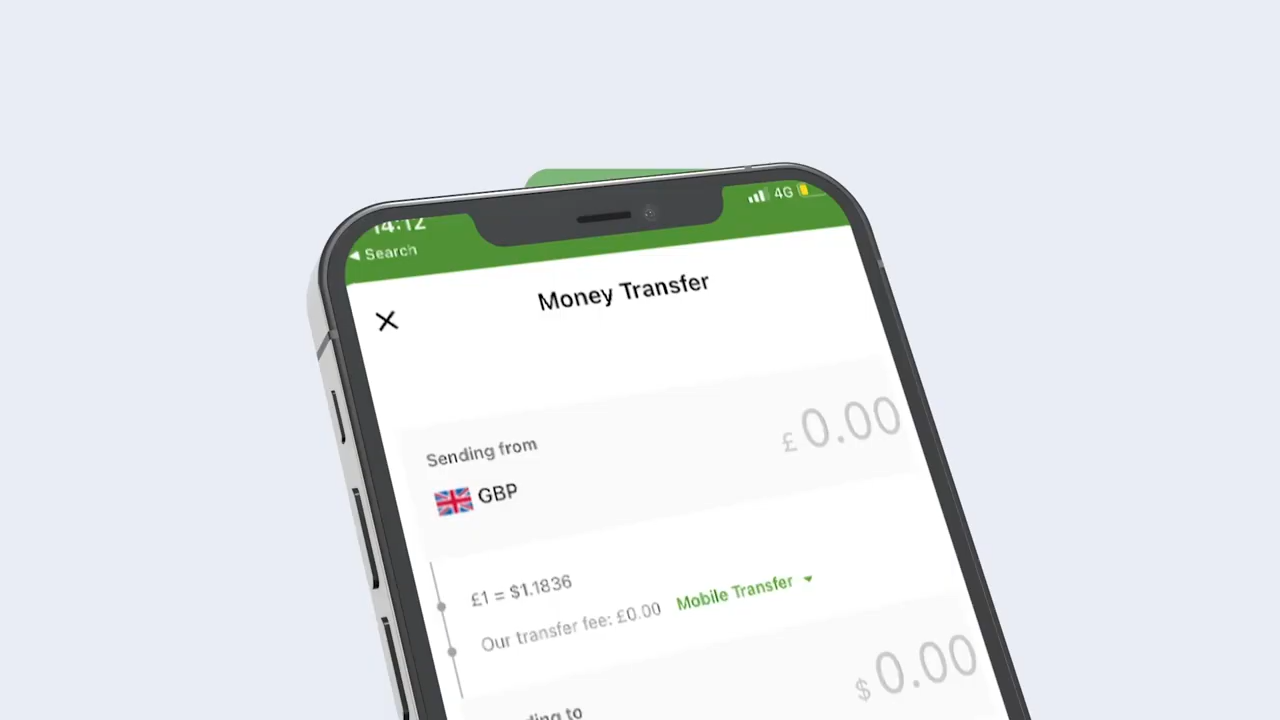 14:12
4G
◀ Search
Money Transfer
Sending from
£ 0.00
GBP
£1 = $1.1836
Our transfer fee: £0.00 Mobile Transfer
$ 0.00
to